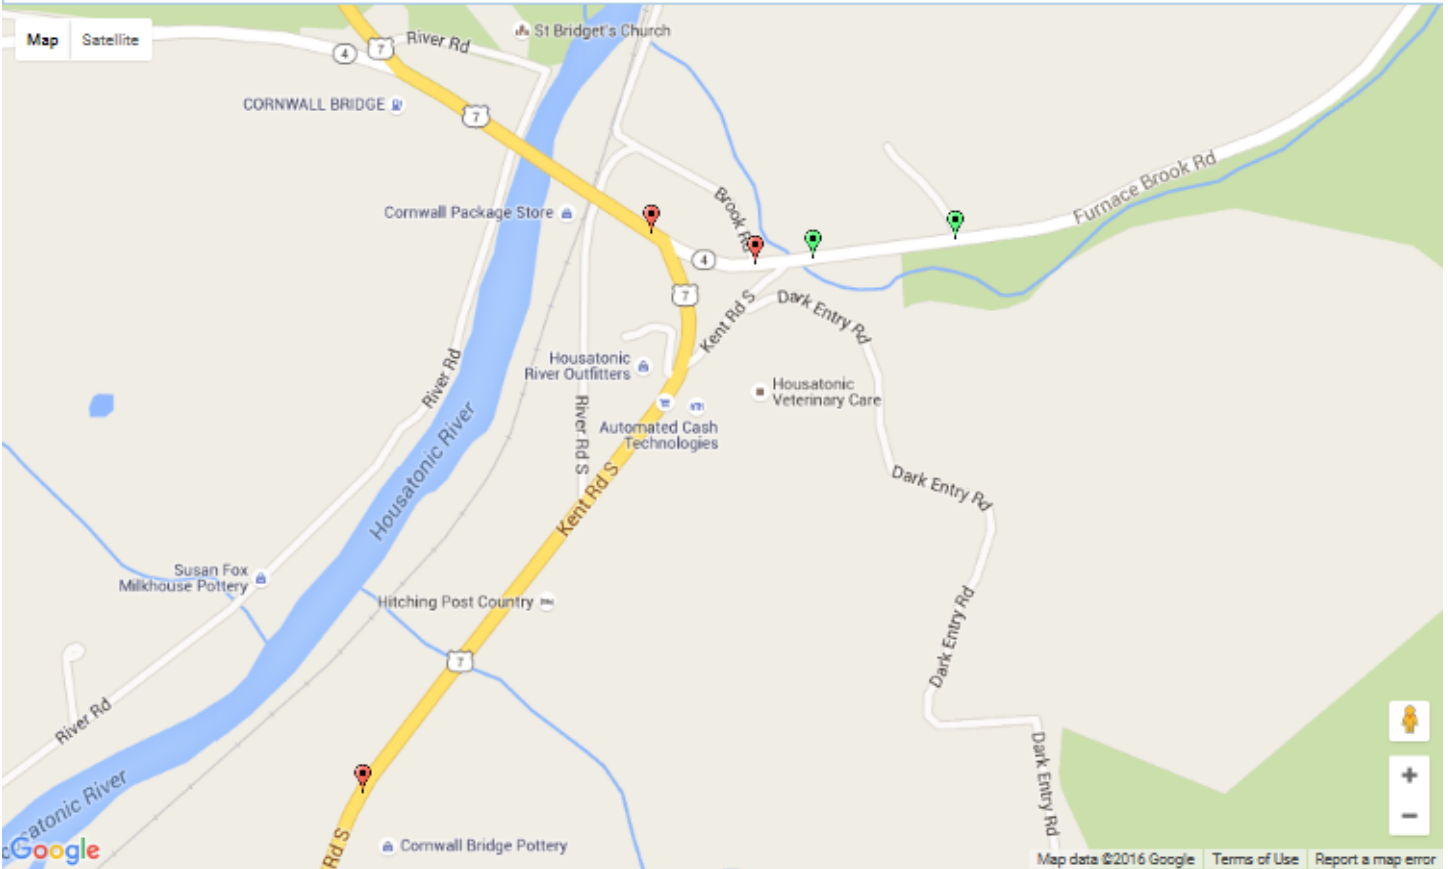 Map
Satellite
4
7
River Rd
St Bridget's Church
CORNWALL BRIDGE
7
Cornwall Package Store
Brook Rd
Furnace Brook Rd
4
7
Kent Rd S
Dark Entry Rd
Housatonic
River Outfitters
River Rd
Housatonic
Veterinary Care
River Rd S
Automated Cash
Technologies
Housatonic River
Kent Rd S
Dark Entry Rd
Susan Fox
Milkhouse Pottery
Hitching Post Country
Dark Entry Rd
7
River Rd
Dark Entry Rd
satonic River
Rd S
Cornwall Bridge Pottery
Google
Map data ©2016 Google
Terms of Use
Report a map error
+
−